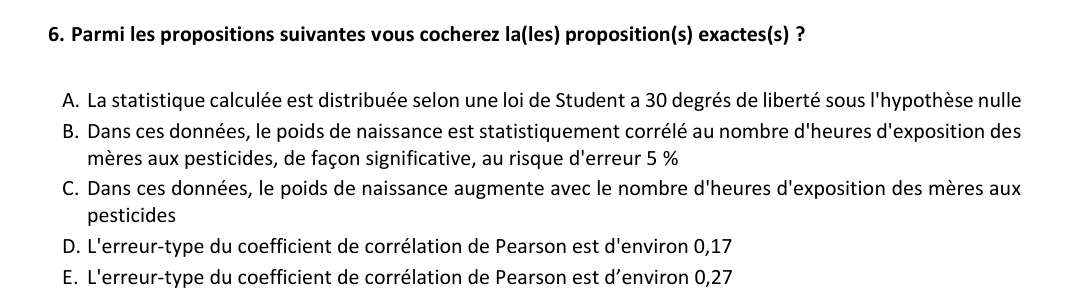 6. Parmi les propositions suivantes vous cocherez la(les) proposition(s) exactes(s) ?
A. La statistique calculée est distribuée selon une loi de Student a 30 degrés de liberté sous l'hypothèse nulle
B. Dans ces données, le poids de naissance est statistiquement corrélé au nombre d'heures d'exposition des
mères aux pesticides, de façon significative, au risque d'erreur 5 %
C. Dans ces données, le poids de naissance augmente avec le nombre d'heures d'exposition des mères aux
pesticides
D. L'erreur-type du coefficient de corrélation de Pearson est d'environ 0,17
E. L'erreur-type du coefficient de corrélation de Pearson est d’environ 0,27